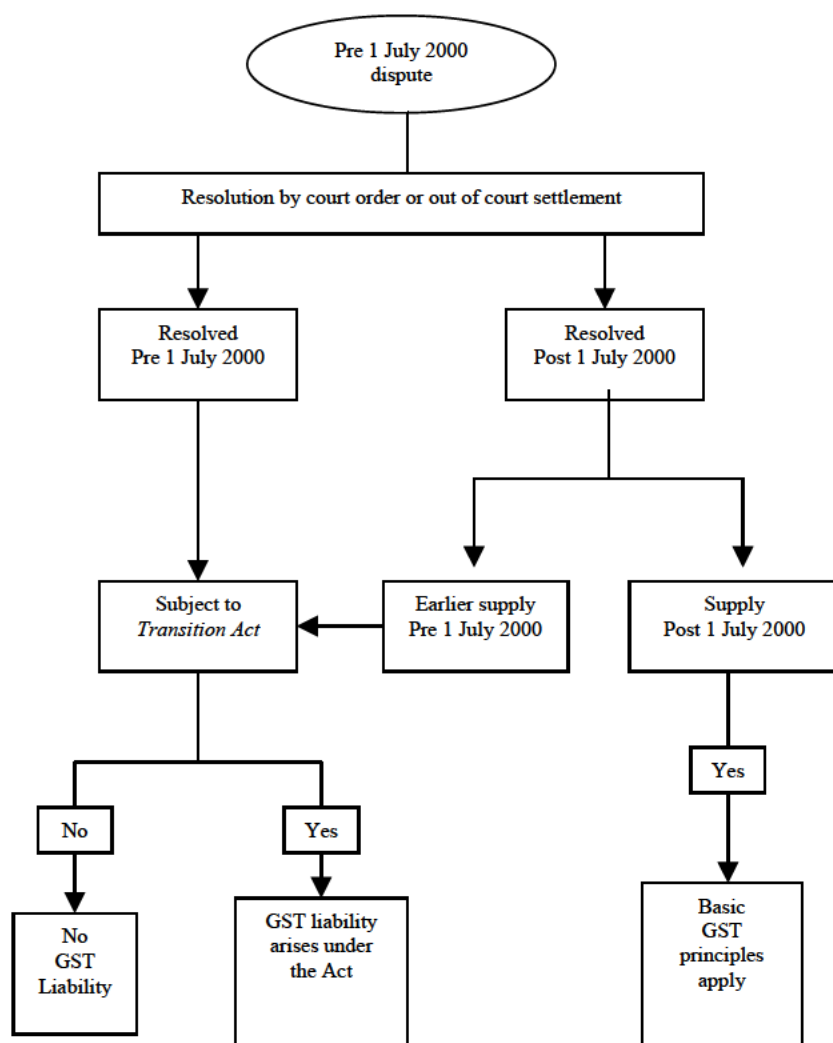 Pre 1 July 2000
dispute
Resolution by court order or out of court settlement
Resolved
Pre 1 July 2000
Resolved
Post 1 July 2000
Subject to
Transition Act
Earlier supply
Pre 1 July 2000
Supply
Post 1 July 2000
Yes
No
Yes
No
GST
Liability
GST liability
arises under
the Act
Basic
GST
principles
apply